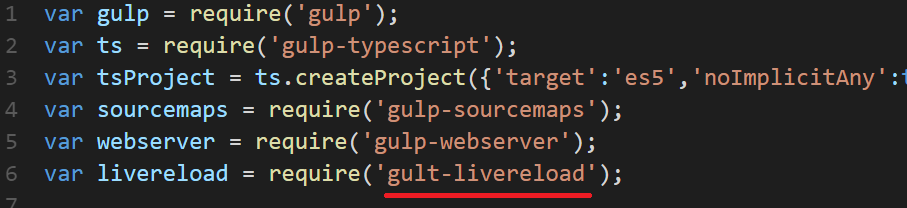 1 var gulp = require('gulp');
2 var ts = require('gulp-typescript');
3 var tsProject = ts.createProject({'target':'es5','noImplicitAny':t
4 var sourcemaps = require('gulp-sourcemaps');
5 var webserver = require('gulp-webserver');
6 var livereload = require('gult-livereload');
7